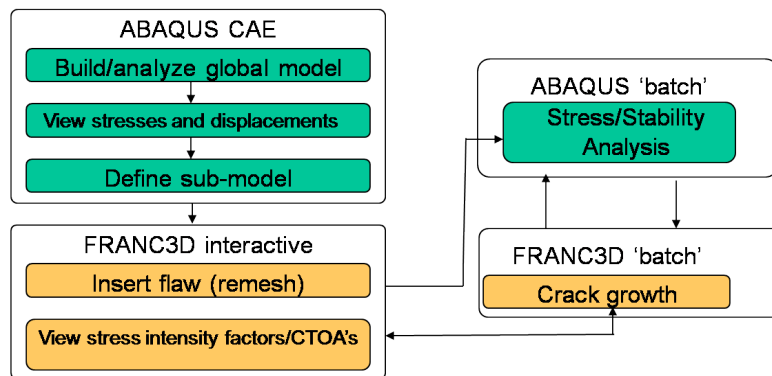 ABAQUS CAE
Build/analyze global model
View stresses and displacements
Define sub-model
FRANC3D interactive
Insert flaw (remesh)
View stress intensity factors/CTOA's
ABAQUS 'batch'
Stress/Stability
Analysis
FRANC3D 'batch'
Crack growth